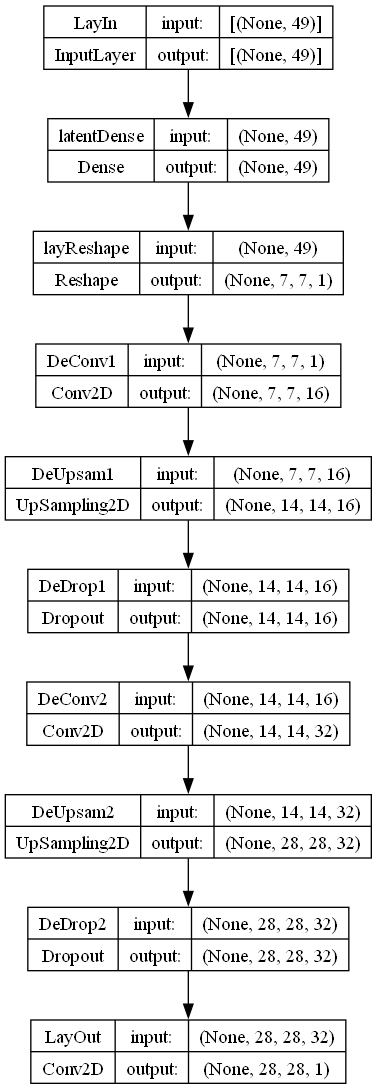 LayIn input: [(None, 49)]
InputLayer output: [(None, 49)]
latentDense input: (None, 49)
Dense output: (None, 49)
layReshape input: (None, 49)
Reshape output: (None, 7, 7, 1)
DeConv1 input: (None, 7, 7, 1)
Conv2D output: (None, 7, 7, 16)
DeUpsam1 input: (None, 7, 7, 16)
UpSampling2D output: (None, 14, 14, 16)
DeDrop1 input: (None, 14, 14, 16)
Dropout output: (None, 14, 14, 16)
DeConv2 input: (None, 14, 14, 16)
Conv2D output: (None, 14, 14, 32)
DeUpsam2 input: (None, 14, 14, 32)
UpSampling2D output: (None, 28, 28, 32)
DeDrop2 input: (None, 28, 28, 32)
Dropout output: (None, 28, 28, 32)
LayOut input: (None, 28, 28, 32)
Conv2D output: (None, 28, 28, 1)